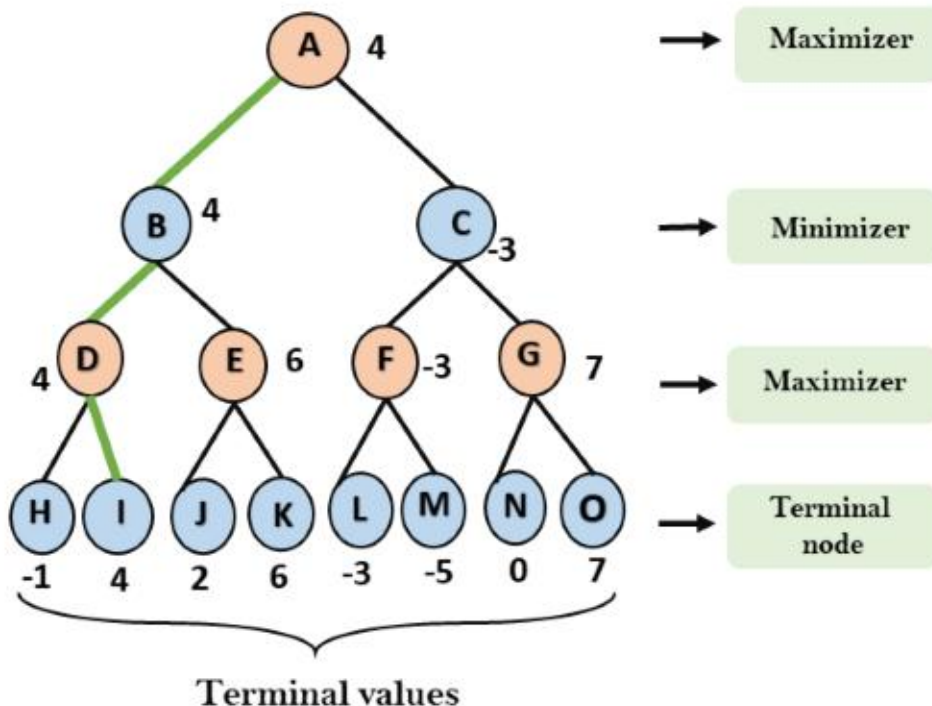 A 4 Maximizer
B 4 C -3 Minimizer
D 4 E 6 F -3 G 7 Maximizer
H I J K L M N O Terminal
node
-1 4 2 6 -3 -5 0 7
Terminal values